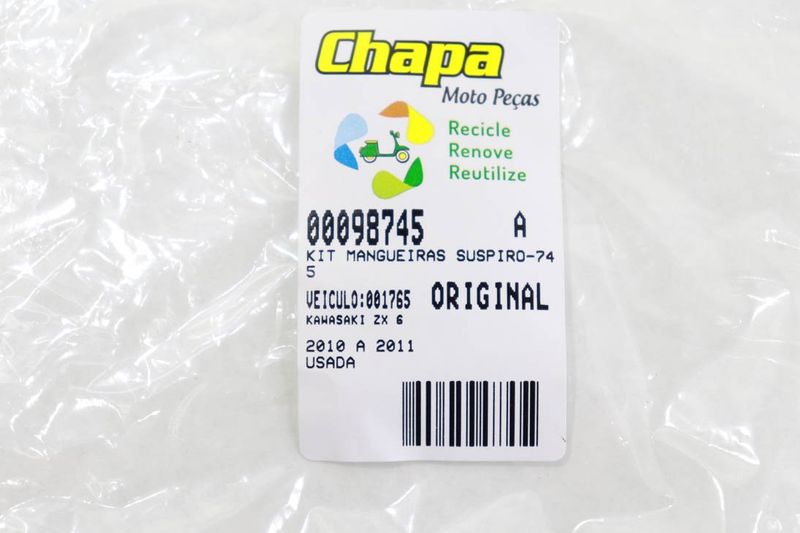 Chapa
Moto Peças
Recicle
Renove
Reutilize
00098745 A
KIT MANGUEIRAS SUSPIRO-74
5
VEICULO:001765 ORIGINAL
KAWASAKI ZX 6
2010 A 2011
USADA